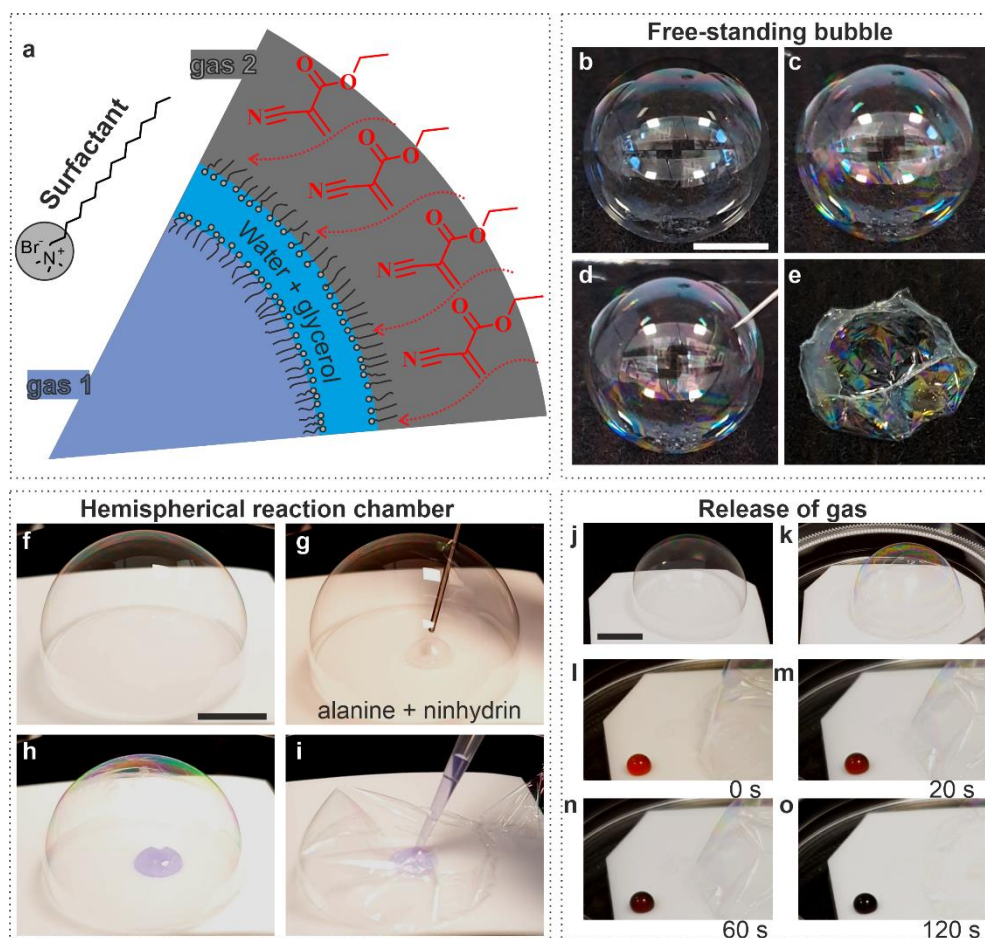 a
gas 2
Surfactant
Br-
N+
Water + glycerol
gas 1
O
O
N
O
O
N
O
O
N
O
O
N
Free-standing bubble
b
c
d
e
Hemispherical reaction chamber
f
g
alanine + ninhydrin
h
i
Release of gas
j
k
l
0 s
m
20 s
n
60 s
o
120 s